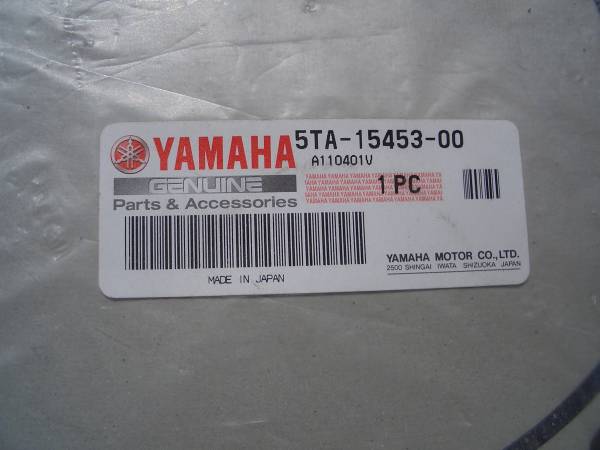 YAMAHA 5TA-15453-00
A110401V
GENUINE
Parts & Accessories
1 PC
YAMAHA MOTOR CO.,LTD.
2500 SHINGAI IWATA SHIZUOKA JAPAN
MADE IN JAPAN